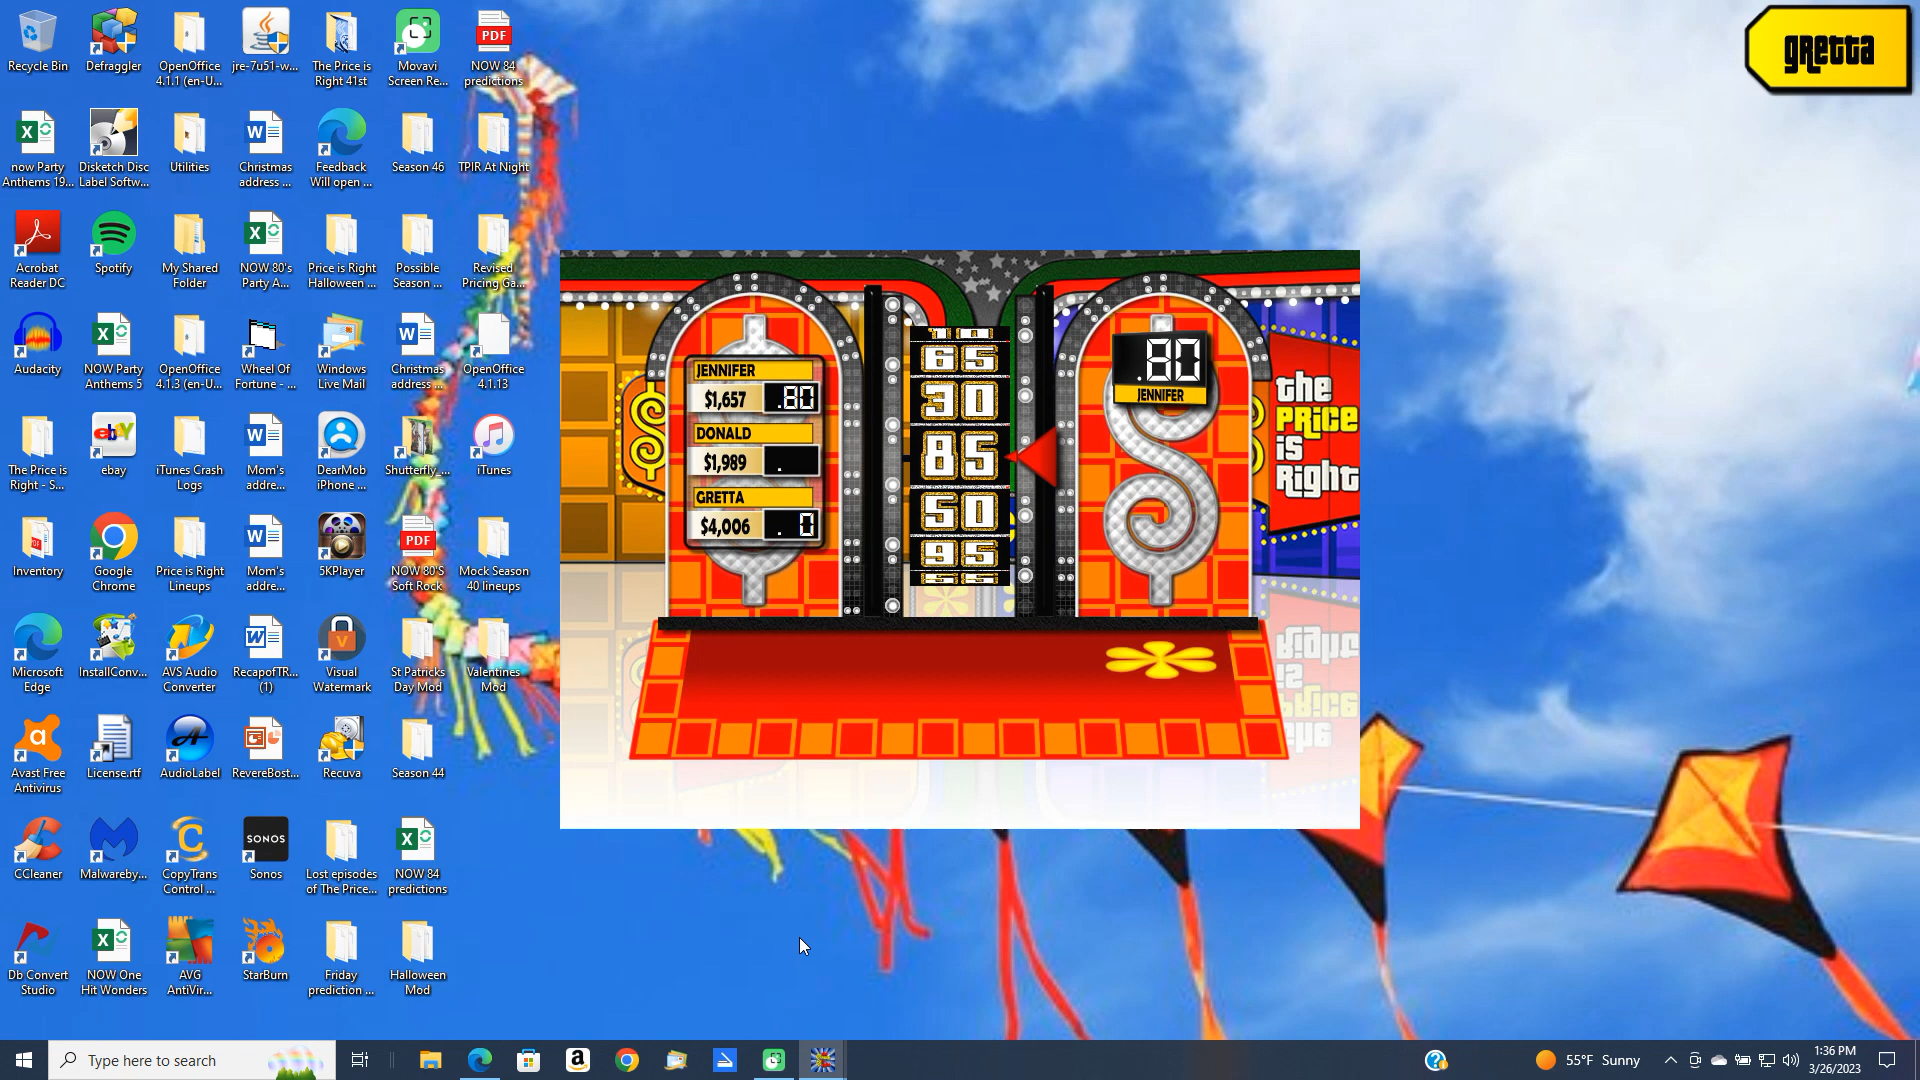 Recycle Bin
Defraggler
OpenOffice
4.1.1 (en-U...
jre-7u51-w...
The Price is
Right 41st
Movavi
Screen Re...
PDF
NOW 84
predictions
gretta
now Party
Anthems 19...
Disketch Disc
Label Softw...
Utilities
Christmas
address ...
Feedback
Will open ...
Season 46
TPIR At Night
Acrobat
Reader DC
Spotify
My Shared
Folder
NOW 80's
Party A...
Price is Right
Halloween ...
Possible
Season ...
Revised
Pricing Ga...
Audacity
NOW Party
Anthems 5
OpenOffice
4.1.3 (en-U...
Wheel Of
Fortune - ...
Windows
Live Mail
Christmas
address ...
OpenOffice
4.1.13
The Price is
Right - S...
ebay
ebay
iTunes Crash
Logs
Mom's
addre...
DearMob
iPhone ...
Shutterfly_...
iTunes
Inventory
Google
Chrome
Price is Right
Lineups
Mom's
addre...
5KPlayer
PDF
NOW 80'S
Soft Rock
Mock Season
40 lineups
Microsoft
Edge
InstallConv...
AVS Audio
Converter
RecapofTR...
(1)
Visual
Watermark
St Patricks
Day Mod
Valentines
Mod
Avast Free
Antivirus
License.rtf
AudioLabel
RevereBost...
Recuva
Season 44
CCleaner
Malwareby...
CopyTrans
Control ...
SONOS
Sonos
Lost episodes
of The Price...
NOW 84
predictions
Db Convert
Studio
NOW One
Hit Wonders
AVG
AntiVir...
StarBurn
Friday
prediction ...
Halloween
Mod
JENNIFER
$1,657 .80
DONALD
$1,989 .
GRETTA
$4,006 . 0
65
30
85
50
95
.80
JENNIFER
the
PRICE
is
Right
Type here to search
55°F Sunny
1:36 PM
3/26/2023